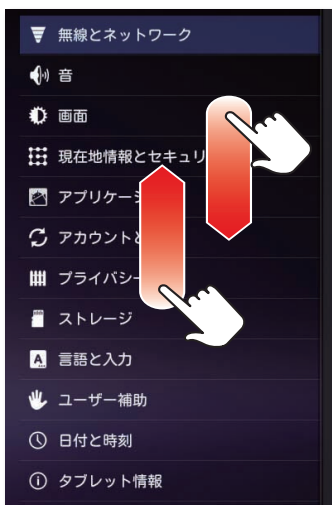 無線とネットワーク
音
画面
現在地情報とセキュリ
アプリケー
アカウントと
プライバシー
ストレージ
A
言語と入力
ユーザー補助
日付と時刻
タブレット情報